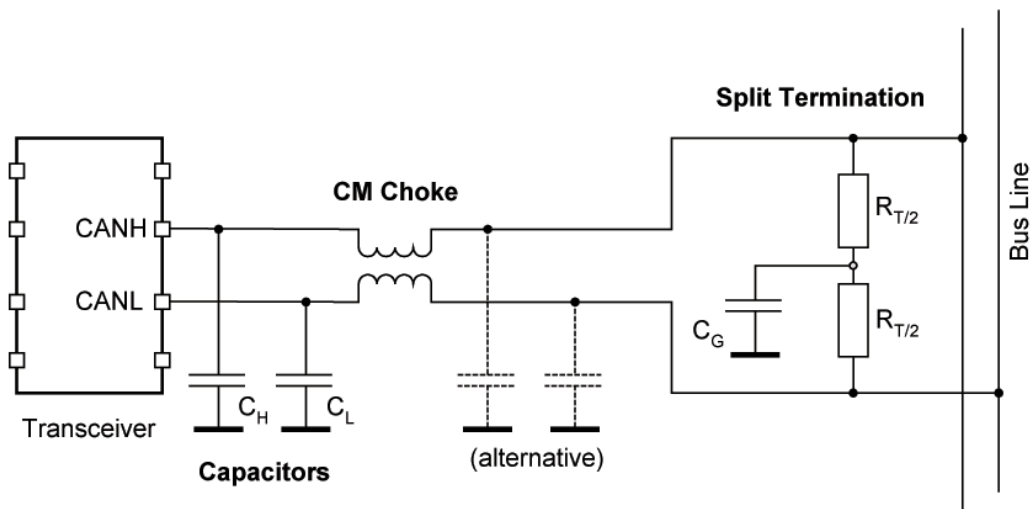 Split Termination
CM Choke
CANH
CANL
R_T/2
R_T/2
C_G
C_H
C_L
Transceiver
Capacitors
(alternative)
Bus Line